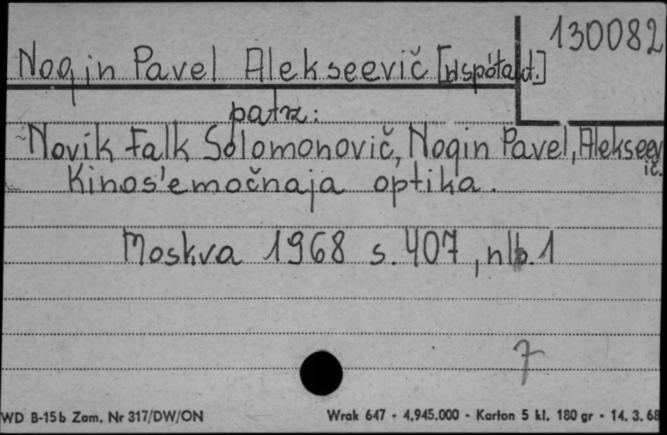 130082
Nogin Pavel Alekseevič [współaut.]
patrz:
Novik Falk Solomonovič, Nogin Pavel, Alekseev
ič.
Kinos'emočnaja optika.
Moskva 1968 s. 407, nlb. 1
7
WD B-15b Zam. Nr 317/DW/ON Wrak 647 - 4.945.000 - Karton 5 kl. 180 gr - 14. 3. 68